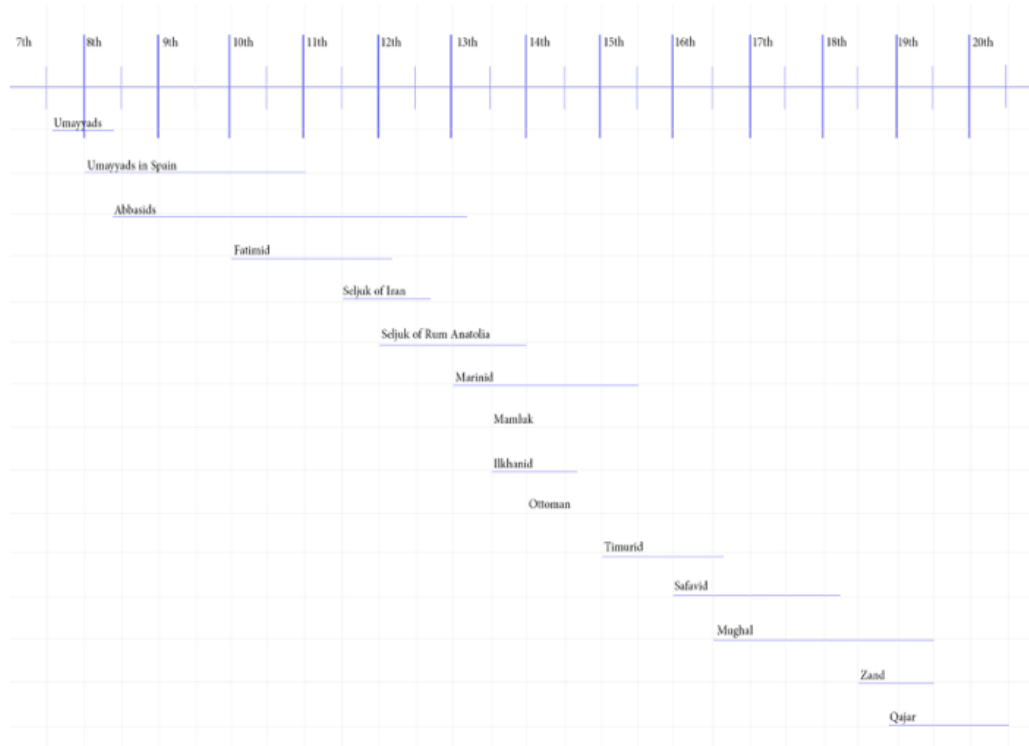 7th 8th 9th 10th 11th 12th 13th 14th 15th 16th 17th 18th 19th 20th
Umayyads
Umayyads in Spain
Abbasids
Fatimid
Seljuk of Iran
Seljuk of Rum Anatolia
Marinid
Mamluk
Illkhanid
Ottoman
Timurid
Safavid
Mughal
Zand
Qajar